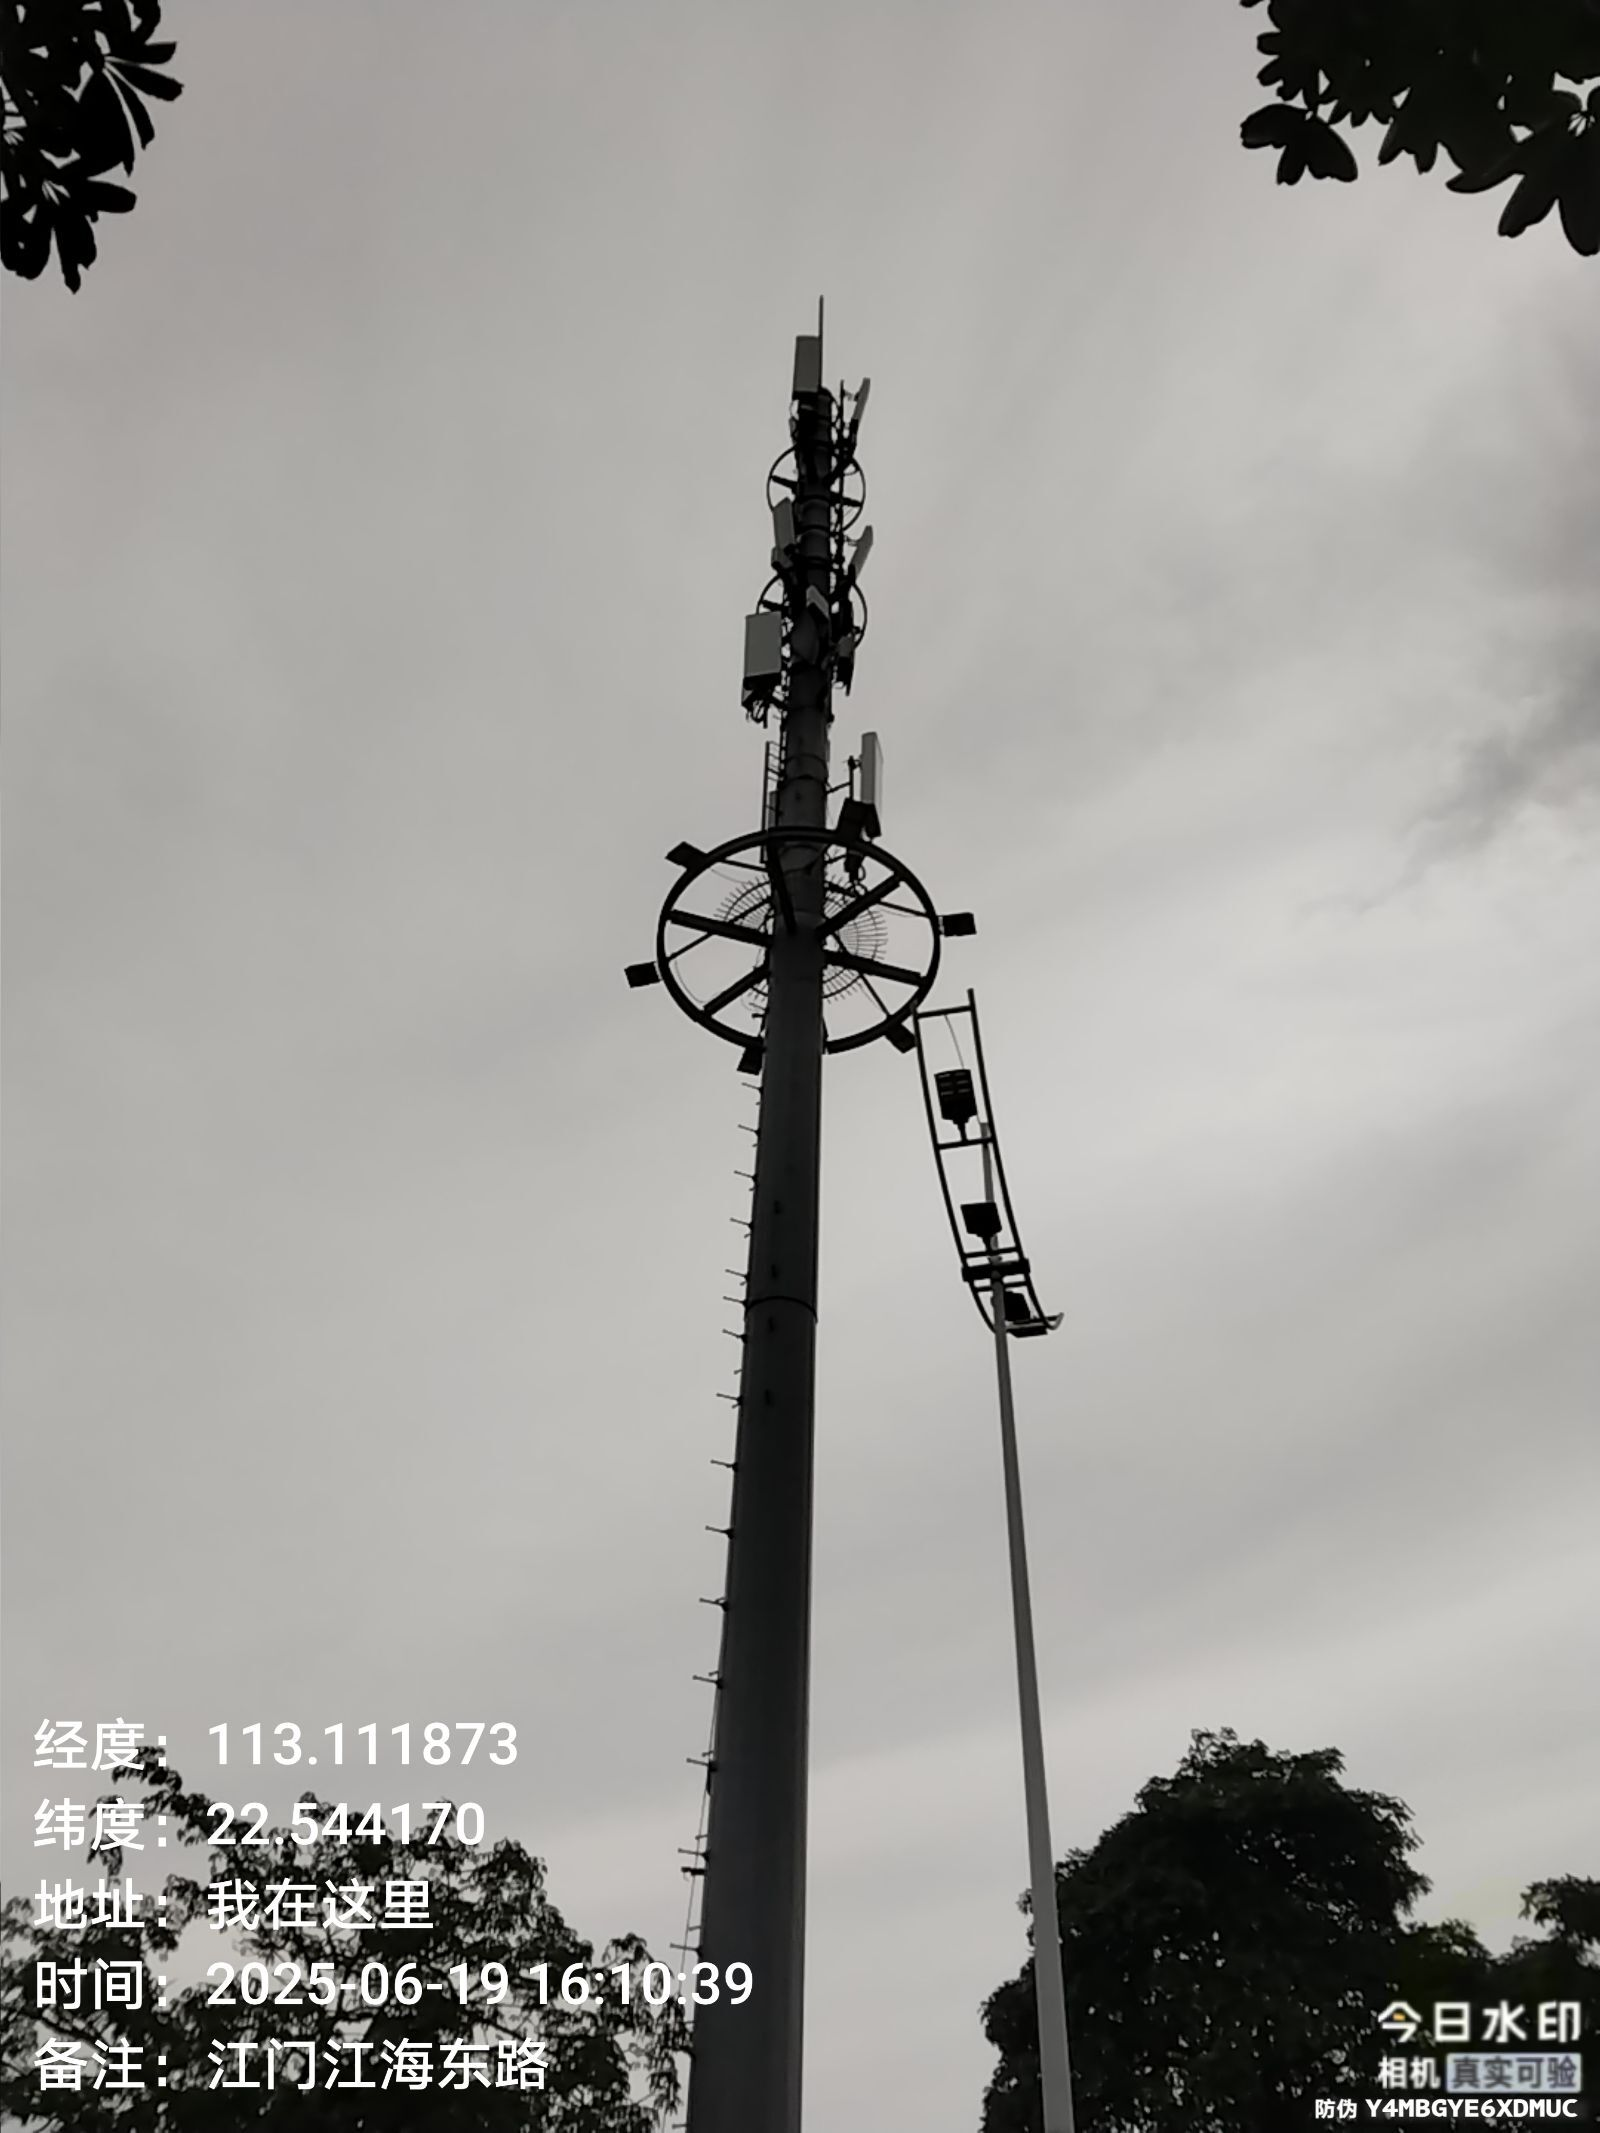 经度：113.111873
纬度：22.544170
地址：我在这里
时间：2025-06-19 16:10:39
备注：江门江海东路
今日水印
相机 真实可验
防伪 Y4MBGYE6XDMUC